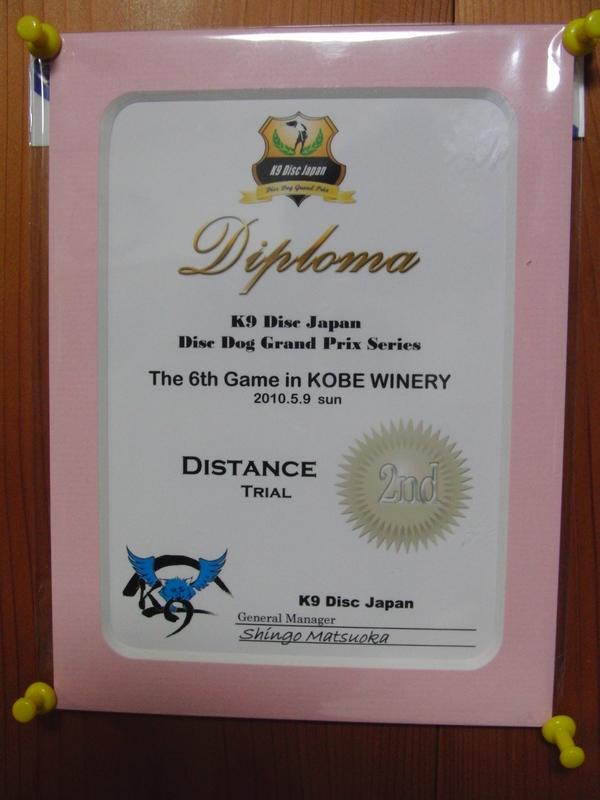 K9 Disc Japan
Disc Dog Grand Prix
Diploma
K9 Disc Japan
Disc Dog Grand Prix Series
The 6th Game in KOBE WINERY
2010.5.9 sun
DISTANCE
TRIAL
2nd
K9
K9 Disc Japan
General Manager
Shingo Matsuoka